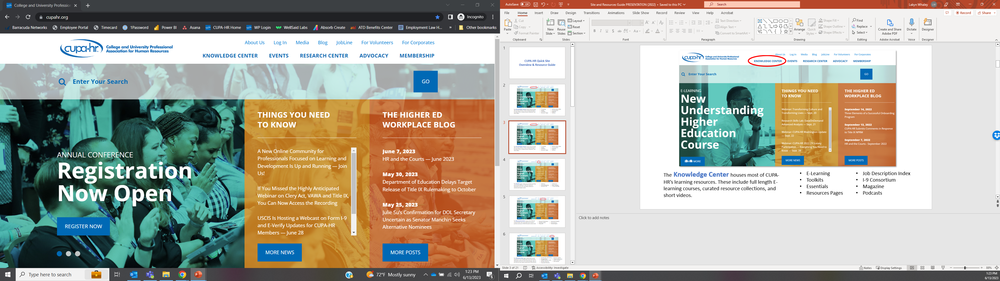 College and University Profession
cupahr.org
Incognito
Barracuda Networks
Employee Portal
Timecard
1Password
Power BI
Asana
CUPA-HR Home
WP Login
WellSaid Labs
Absorb Create
ATD Benefits Center
Employment Law H...
»
Other bookmarks
cupa-hr
College and University Professional
Association for Human Resources
About Us
Log In
Media
Blog
JobLine
For Volunteers
For Corporates
KNOWLEDGE CENTER
EVENTS
RESEARCH CENTER
ADVOCACY
MEMBERSHIP
Enter Your Search
GO
ANNUAL CONFERENCE
Registration
Now Open
REGISTER NOW
THINGS YOU NEED
TO KNOW
A New Online Community for
Professionals Focused on Learning and
Development Is Up and Running — Join
Us!
If You Missed the Highly Anticipated
Webinar on Clery Act, VAWA and Title IX,
You Can Now Access the Recording
USCIS Is Hosting a Webcast on Form I-9
and E-Verify Updates for CUPA-HR
Members — June 28
MORE NEWS
THE HIGHER ED
WORKPLACE BLOG
June 7, 2023
HR and the Courts — June 2023
May 30, 2023
Department of Education Delays Target
Release of Title IX Rulemaking to October
May 25, 2023
Julie Su's Confirmation for DOL Secretary
Uncertain as Senator Manchin Seeks
Alternative Nominees
MORE POSTS
Type here to search
72°F Mostly sunny
1:23 PM
6/13/2023
6
AutoSave
Off
Site and Resources Guide PRESENTATION (2022) • Saved to this PC
Search
Lakyn Whaley
LW
File
Home
Insert
Draw
Design
Transitions
Animations
Slide Show
Record
Review
View
Help
Acrobat
Record
Share
Paste
Cut
Copy
Format Painter
Clipboard
New
Slide
Reuse
Slides
Layout
Reset
Section
Slides
Font
Text Direction
Align Text
Convert to SmartArt
Paragraph
Arrange
Quick
Styles
Shape Fill
Shape Outline
Shape Effects
Drawing
Find
Replace
Select
Editing
Create and Share
Adobe PDF
Adobe Acrobat
Dictate
Voice
Designer
Designer
1
CUPA-HR Quick Site
Overview & Resource Guide
2
3
4
5
6
New
Understanding
Higher
Education
Course
cupa-hr
College and University Professional
Association for Human Resources
About Us
Log In
Media
Blog
JobLine
For Volunteers
For Corporates
KNOWLEDGE CENTER
EVENTS
RESEARCH CENTER
ADVOCACY
MEMBERSHIP
Enter Your Search
GO
E-LEARNING
New
Understanding
Higher
Education
Course
MORE
THINGS YOU NEED
TO KNOW
Webinar: Transforming Culture and
Transforming Lives — Sept. 20
Research Skills Lab: DataOnDemand
Advanced Analysis — Sept. 21
Webinar: CUPA-HR Washington Update
— Sept. 22
Webinar: CUPA-HR 2022-23 Survey
Participation — Everything You Need to
Know — Sept. 28
MORE NEWS
THE HIGHER ED
WORKPLACE BLOG
September 14, 2022
Three Elements of a Successful Onboarding
Program
September 13, 2022
CUPA-HR Submits Comments in Response
to Title IX NPRM
September 7, 2022
HR and the Courts - September 2022
MORE POSTS
The Knowledge Center houses most of CUPA-
HR's learning resources. These include full length E-
learning courses, curated resource collections, and
short videos.
• E-Learning
• Toolkits
• Essentials
• Resources Pages
• Job Description Index
• I-9 Consortium
• Magazine
• Podcasts
Click to add notes
Slide 3 of 21
Accessibility: Investigate
Notes
Display Settings
88%
1:23 PM
6/13/2023